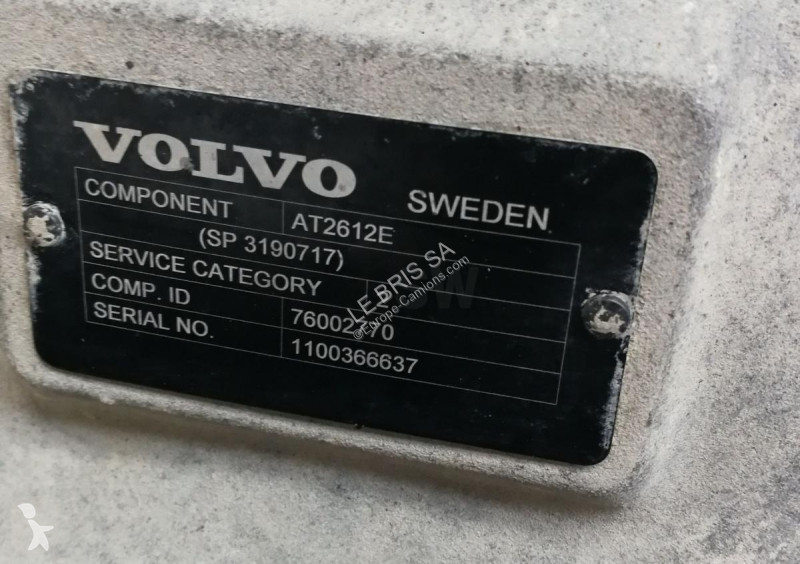 VOLVO SWEDEN
COMPONENT AT2612E
(SP 3190717)
SERVICE CATEGORY
COMP. ID
SERIAL NO. 1100366637
LE BRIS SA
©Europe-Camions.com